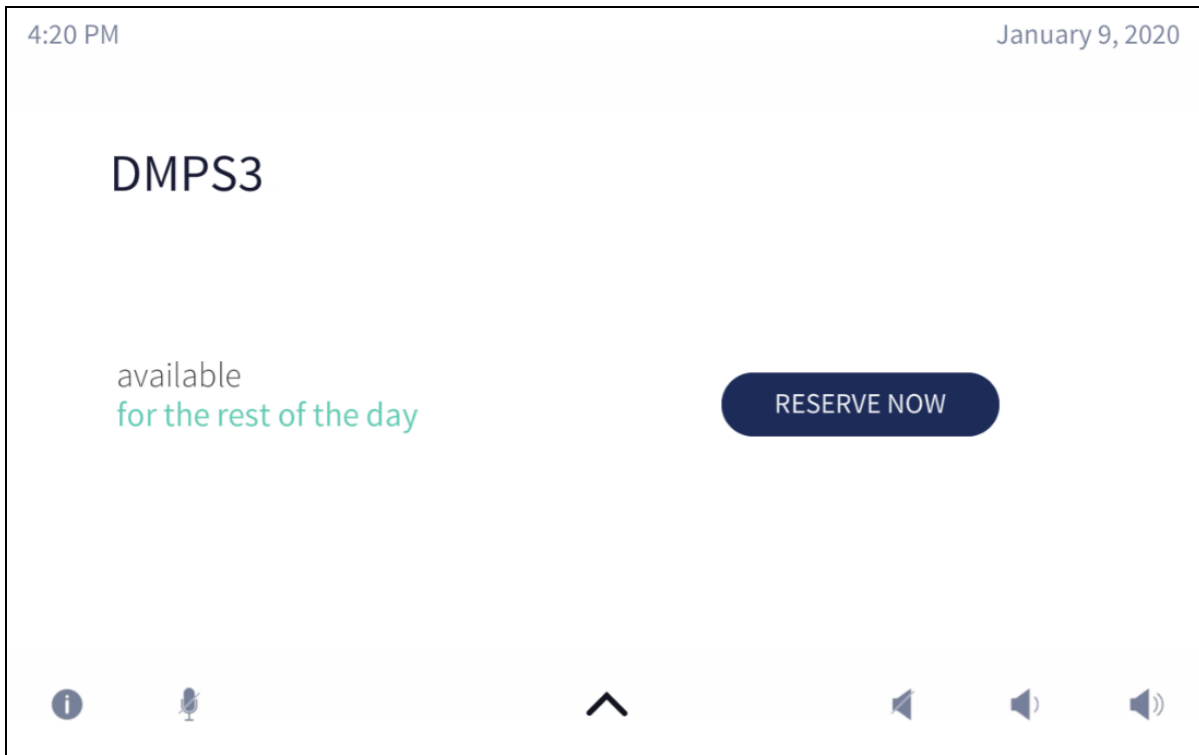 4:20 PM
January 9, 2020
DMPS3
available
for the rest of the day
RESERVE NOW